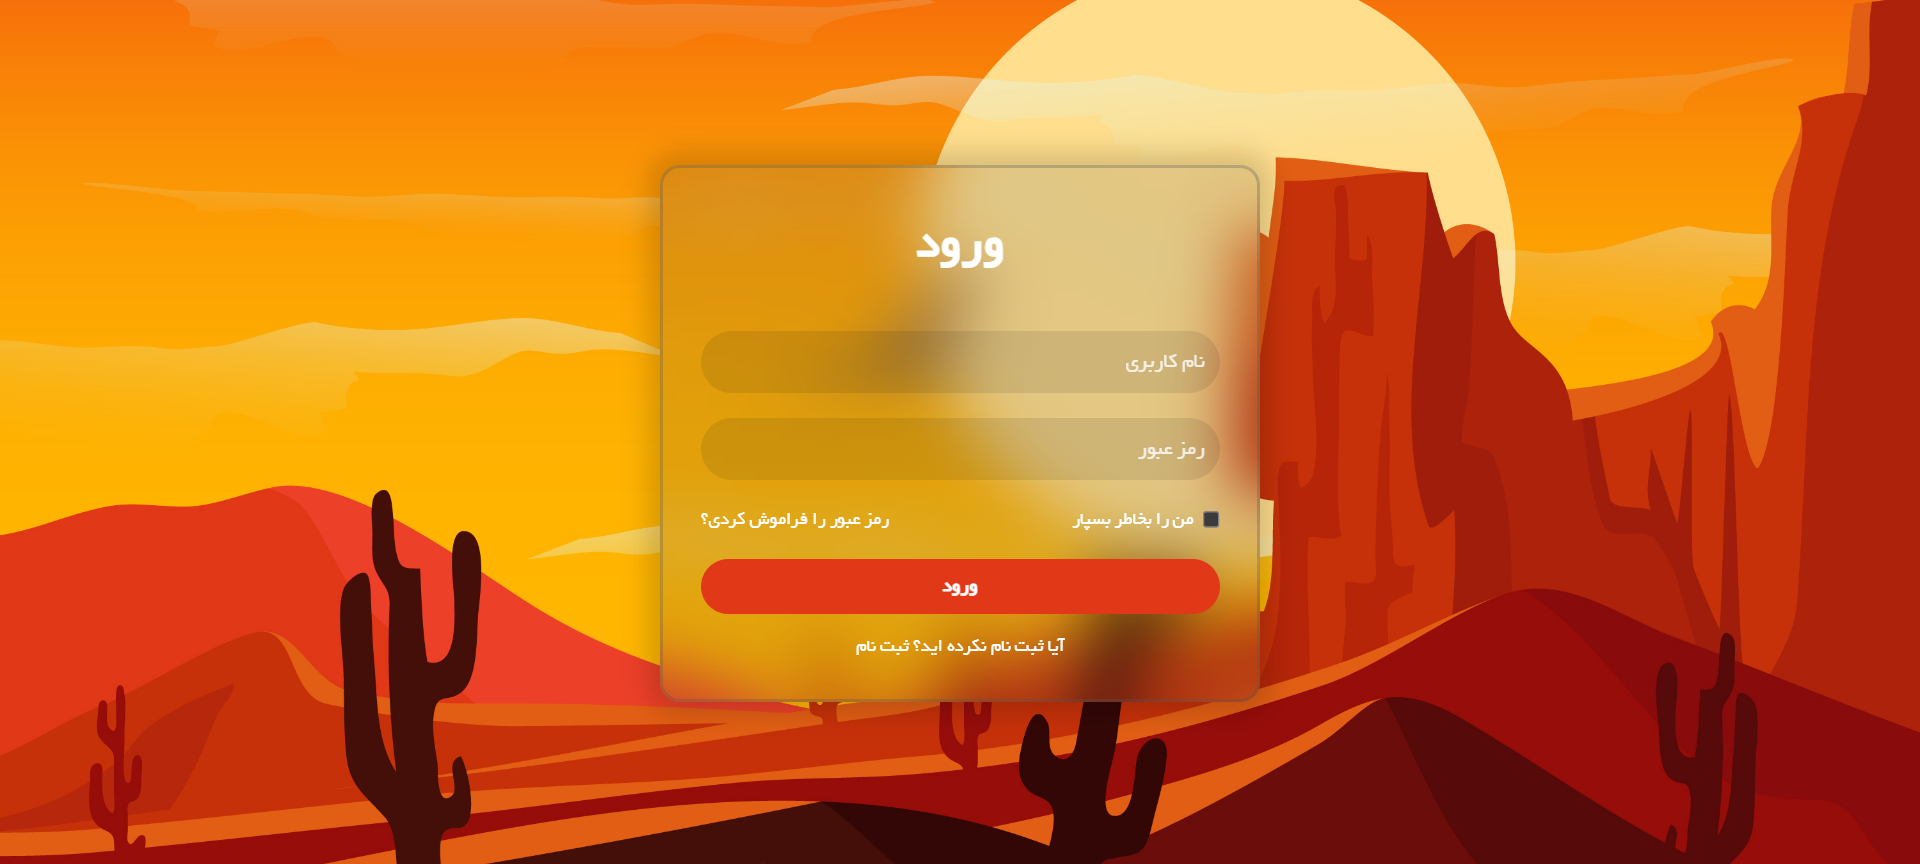 ورود
نام کاربری
رمز عبور
من را بخاطر بسپار
رمز عبور را فراموش کردی؟
ورود
آیا ثبت نام نکرده اید؟ ثبت نام